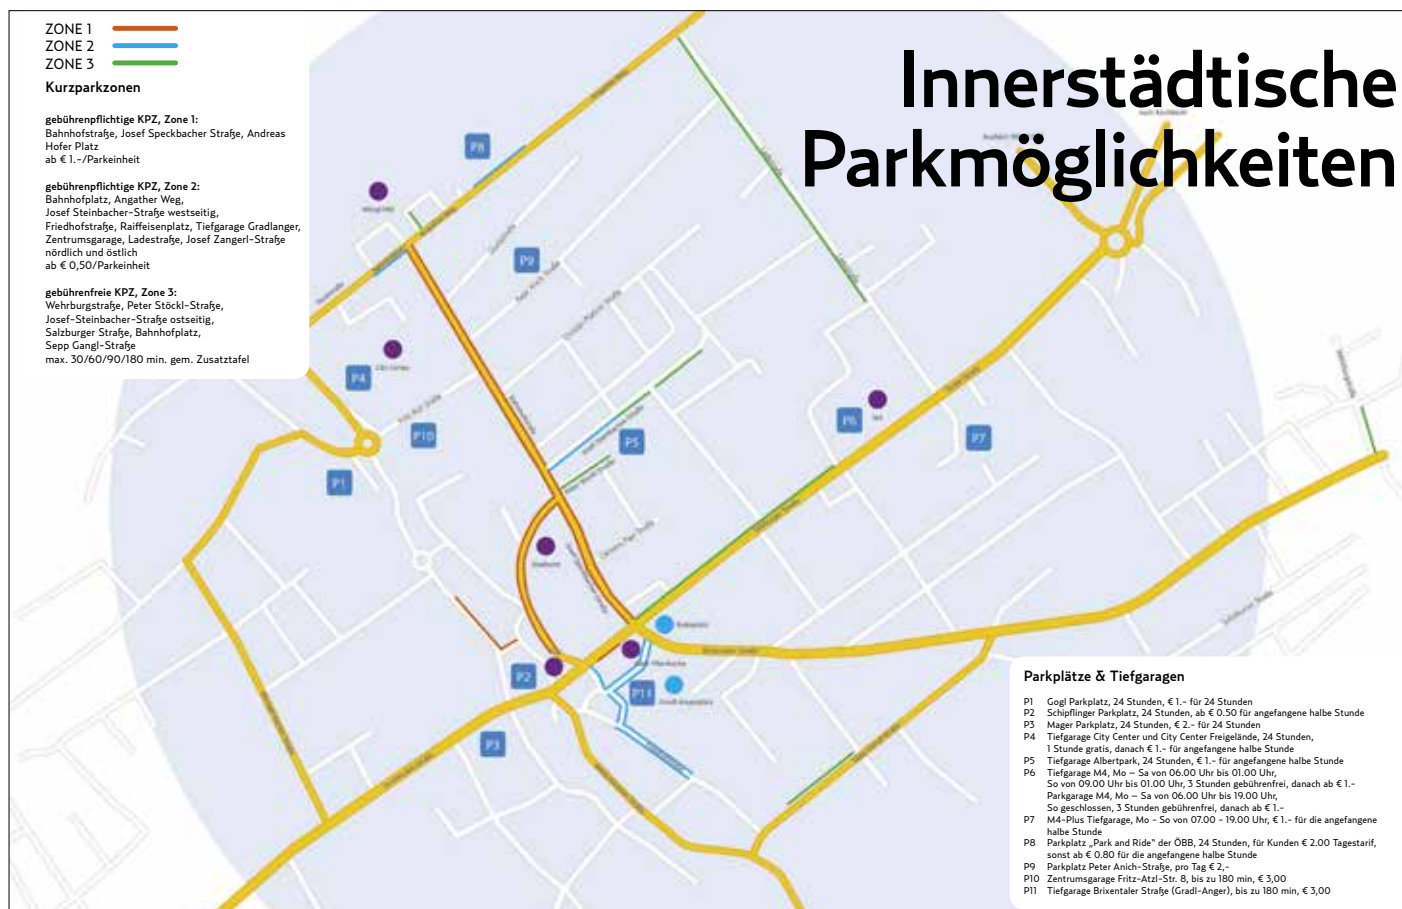 ZONE 1
ZONE 2
ZONE 3
Kurzparkzonen
gebührenpflichtige KPZ, Zone 1:
Bahnhofstraße, Josef Speckbacher Straße, Andreas
Hofer Platz
ab € 1.-/Parkeinheit
gebührenpflichtige KPZ, Zone 2:
Bahnhofplatz, Angather Weg,
Josef Steinbacher-Straße westseitig,
Friedhofstraße, Raiffeisenplatz, Tiefgarage Gradlanger,
Zentrumsgarage, Ladestraße, Josef Zangerl-Straße
nördlich und östlich
ab € 0,50/Parkeinheit
gebührenfreie KPZ, Zone 3:
Wehrburgstraße, Peter Stöckl-Straße,
Josef-Steinbacher-Straße ostseitig,
Salzburger Straße, Bahnhofplatz,
Sepp Gangl-Straße
max. 30/60/90/180 min. gem. Zusatztafel
Innerstädtische
Parkmöglichkeiten
P8
P9
P4
P10
P1
P5
P6
P7
P2
P11
P3
Parkplätze & Tiefgaragen
P1 Gogl Parkplatz, 24 Stunden, € 1.- für 24 Stunden
P2 Schipflinger Parkplatz, 24 Stunden, ab € 0.50 für angefangene halbe Stunde
P3 Mager Parkplatz, 24 Stunden, € 2.- für 24 Stunden
P4 Tiefgarage City Center und City Center Freigelände, 24 Stunden,
1 Stunde gratis, danach € 1.- für angefangene halbe Stunde
P5 Tiefgarage Albertpark, 24 Stunden, € 1.- für angefangene halbe Stunde
P6 Tiefgarage M4, Mo – Sa von 06.00 Uhr bis 01.00 Uhr,
So von 09.00 Uhr bis 01.00 Uhr, 3 Stunden gebührenfrei, danach ab € 1.-
Parkgarage M4, Mo – Sa von 06.00 Uhr bis 19.00 Uhr,
So geschlossen, 3 Stunden gebührenfrei, danach ab € 1.-
P7 M4-Plus Tiefgarage, Mo - So von 07.00 - 19.00 Uhr, € 1.- für die angefangene
halbe Stunde
P8 Parkplatz „Park and Ride" der ÖBB, 24 Stunden, für Kunden € 2.00 Tagestarif,
sonst ab € 0.80 für die angefangene halbe Stunde
P9 Parkplatz Peter Anich-Straße, pro Tag € 2,-
P10 Zentrumsgarage Fritz-Atzl-Str. 8, bis zu 180 min, € 3,00
P11 Tiefgarage Brixentaler Straße (Gradl-Anger), bis zu 180 min, € 3,00